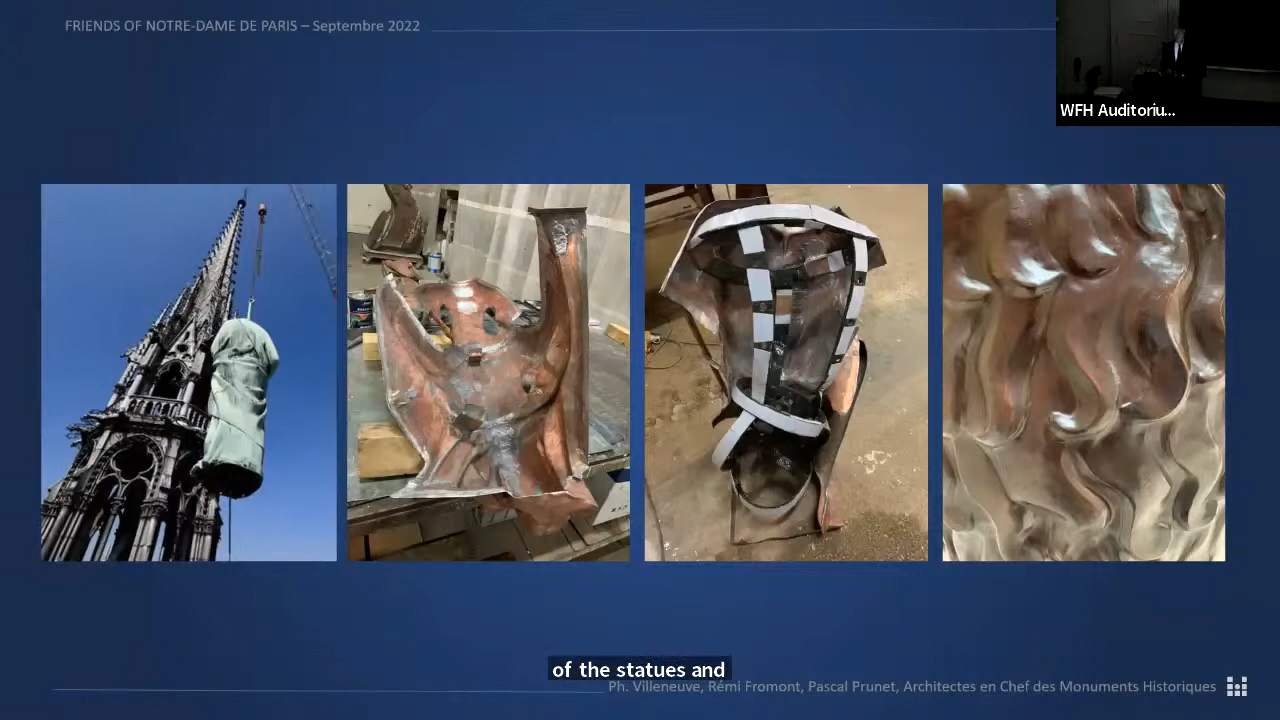 FRIENDS OF NOTRE-DAME DE PARIS – Septembre 2022
WFH Auditoriu...
of the statues and
Ph. Villeneuve, Rémi Fromont, Pascal Prunet, Architectes en Chef des Monuments Historiques